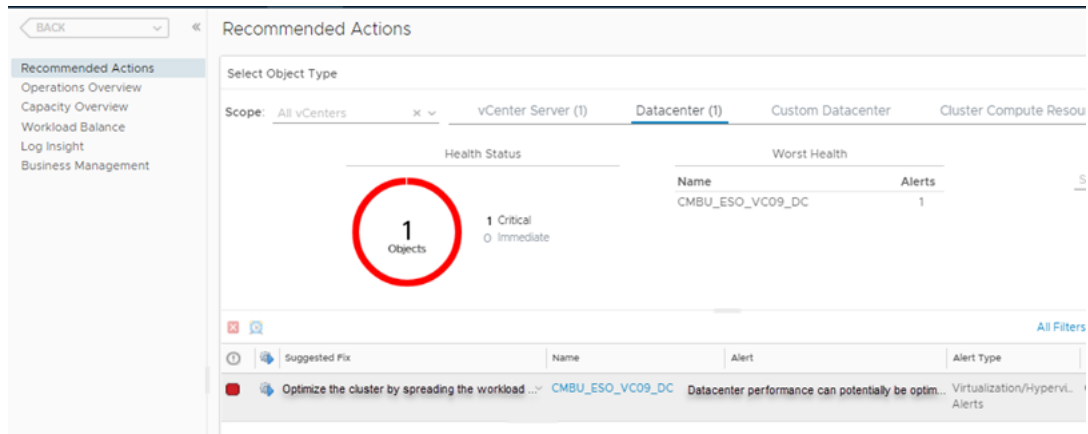 BACK
Recommended Actions
Recommended Actions
Operations Overview
Capacity Overview
Workload Balance
Log Insight
Business Management
Select Object Type
Scope: All vCenters vCenter Server (1) Datacenter (1) Custom Datacenter Cluster Compute Resou
Health Status
Worst Health
1
Objects
1 Critical
0 Immediate
Name Alerts
CMBU_ESO_VC09_DC 1
S
All Filters
Suggested Fix Name Alert Alert Type
Optimize the cluster by spreading the workload ... CMBU_ESO_VC09_DC Datacenter performance can potentially be optim... Virtualization/Hypervi..
Alerts